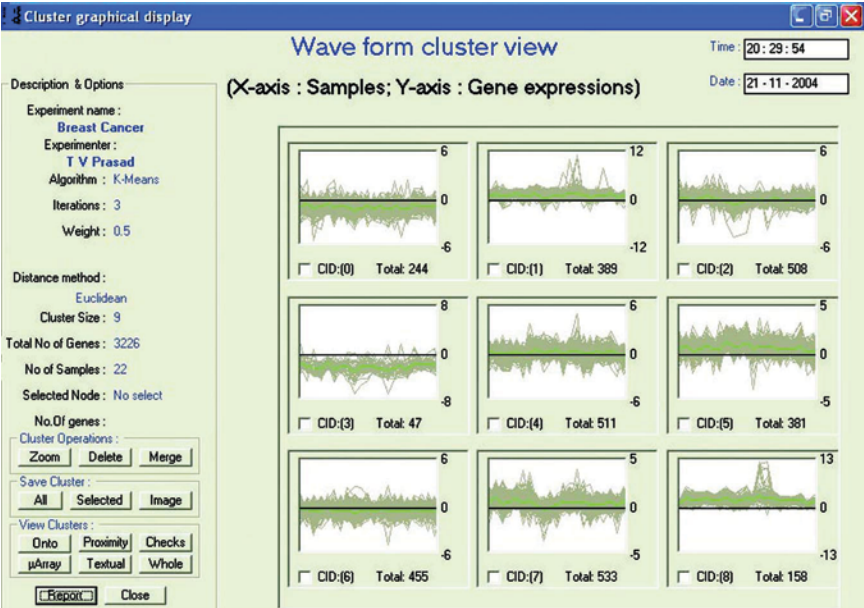 Cluster graphical display
Wave form cluster view
Time : 20 : 29 : 54
(X-axis : Samples; Y-axis : Gene expressions)
Date : 21 - 11 - 2004
Description & Options
Experiment name :
Breast Cancer
Experimenter :
T V Prasad
Algorithm : K-Means
Iterations : 3
Weight : 0.5
Distance method :
Euclidean
Cluster Size : 9
Total No of Genes : 3226
No of Samples : 22
Selected Node : No select
No.Of genes :
Cluster Operations :
Zoom Delete Merge
Save Cluster :
All Selected Image
View Clusters :
Onto Proximity Checks
µArray Textual Whole
Report Close
6 12 6
0 0 0
-6 -12 -6
CID:(0) Total: 244 CID:(1) Total: 389 CID:(2) Total: 508
8 6 5
0 0 0
-8 -6 -5
CID:(3) Total: 47 CID:(4) Total: 511 CID:(5) Total: 381
6 5 13
0 0 0
-6 -5 -13
CID:(6) Total: 455 CID:(7) Total: 533 CID:(8) Total: 158